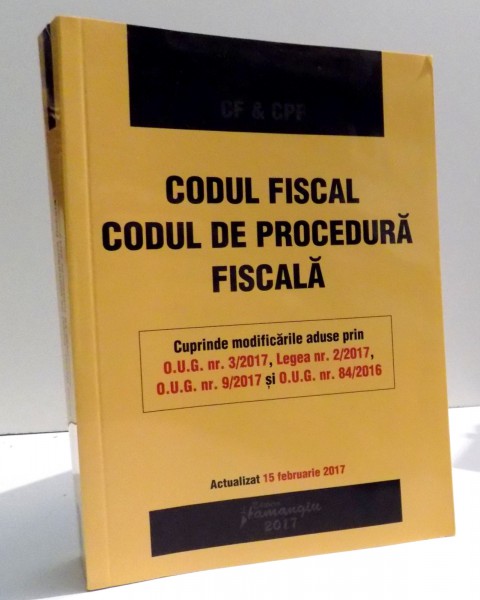 CF & CPF
CODUL FISCAL
CODUL DE PROCEDURĂ
FISCALĂ
Cuprinde modificările aduse prin
O.U.G. nr. 3/2017, Legea nr. 2/2017,
O.U.G. nr. 9/2017 și O.U.G. nr. 84/2016
Actualizat 15 februarie 2017
Hamangiu
2017